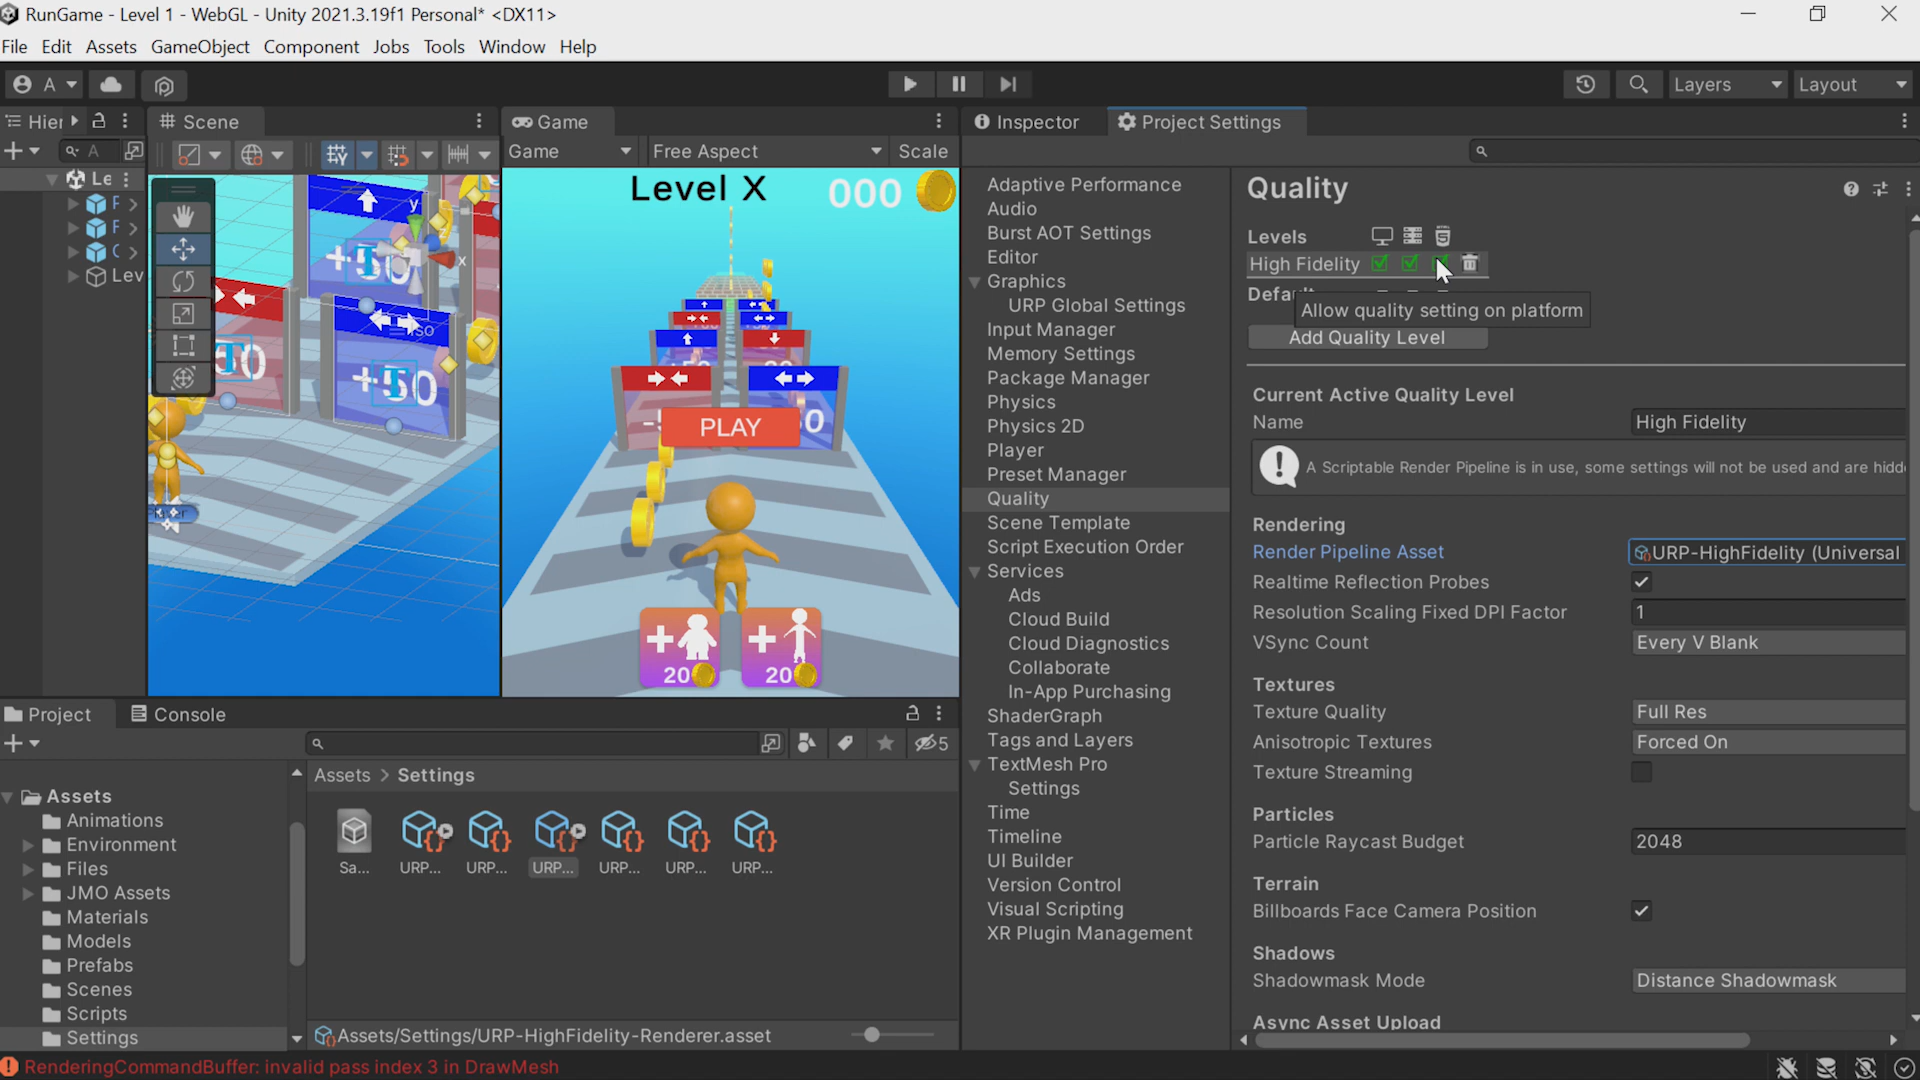 RunGame - Level 1 - WebGL - Unity 2021.3.19f1 Personal* <DX11>
File Edit Assets GameObject Component Jobs Tools Window Help
A
Layers
Layout
Hier
Scene
Game
Inspector
Project Settings
A
Game
Free Aspect
Scale
Le
F
F
C
Lev
y
x
Level X
000
PLAY
+ 20
+ 20
Adaptive Performance
Audio
Burst AOT Settings
Editor
Graphics
URP Global Settings
Input Manager
Memory Settings
Package Manager
Physics
Physics 2D
Player
Preset Manager
Quality
Scene Template
Script Execution Order
Services
Ads
Cloud Build
Cloud Diagnostics
Collaborate
In-App Purchasing
ShaderGraph
Tags and Layers
TextMesh Pro
Settings
Time
Timeline
UI Builder
Version Control
Visual Scripting
XR Plugin Management
Quality
Levels
High Fidelity
Default
Allow quality setting on platform
Add Quality Level
Current Active Quality Level
Name High Fidelity
A Scriptable Render Pipeline is in use, some settings will not be used and are hidd
Rendering
Render Pipeline Asset URP-HighFidelity (Universal
Realtime Reflection Probes
Resolution Scaling Fixed DPI Factor 1
VSync Count Every V Blank
Textures
Texture Quality Full Res
Anisotropic Textures Forced On
Texture Streaming
Particles
Particle Raycast Budget 2048
Terrain
Billboards Face Camera Position
Shadows
Shadowmask Mode Distance Shadowmask
Async Asset Upload
Project
Console
5
Assets > Settings
Assets
Animations
Environment
Files
JMO Assets
Materials
Models
Prefabs
Scenes
Scripts
Settings
Sa... URP... URP... URP... URP... URP... URP...
Assets/Settings/URP-HighFidelity-Renderer.asset
RenderingCommandBuffer: invalid pass index 3 in DrawMesh